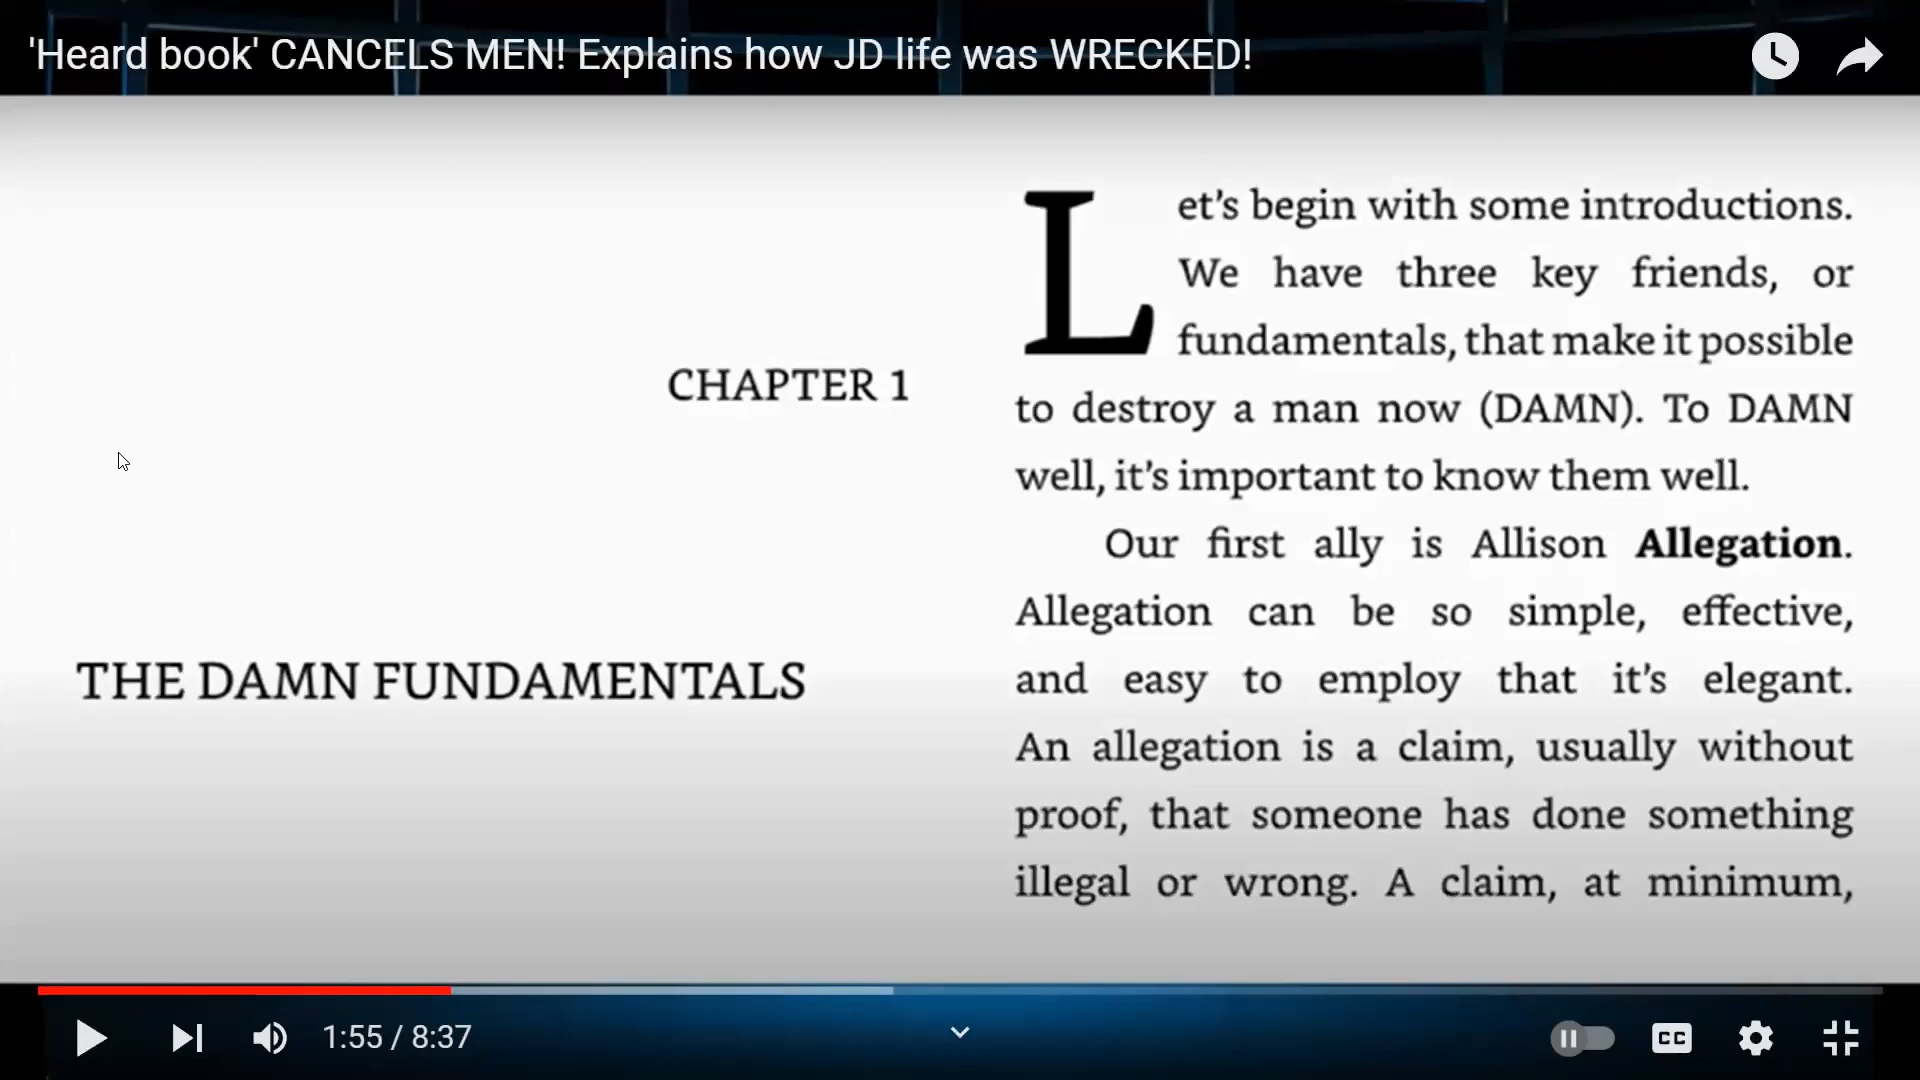 'Heard book' CANCELS MEN! Explains how JD life was WRECKED!
CHAPTER 1
THE DAMN FUNDAMENTALS
Let's begin with some introductions.
We have three key friends, or
fundamentals, that make it possible
to destroy a man now (DAMN). To DAMN
well, it's important to know them well.
Our first ally is Allison Allegation.
Allegation can be so simple, effective,
and easy to employ that it's elegant.
An allegation is a claim, usually without
proof, that someone has done something
illegal or wrong. A claim, at minimum,
1:55 / 8:37
CC